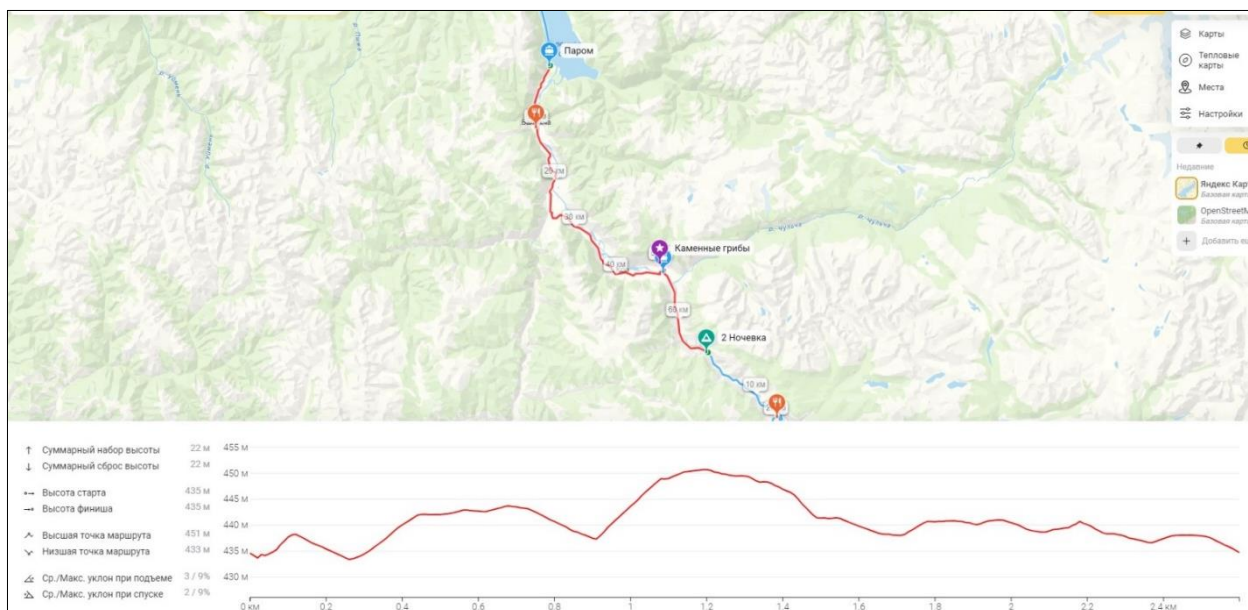 Паром
Карты
Тепловые
карты
Места
Настройки
Недавние
Яндекс Кар
Базовая карт
OpenStreetM
Базовая карт
Добавить е
20 км
30 км
р. Чульча
Каменные грибы
40 км
60 км
2 Ночевка
10 км
Суммарный набор высоты 22 м
Суммарный сброс высоты 22 м
Высота старта 435 м
Высота финиша 435 м
Высшая точка маршрута 451 м
Низшая точка маршрута 433 м
Ср./Макс. уклон при подъеме 3 / 9%
Ср./Макс. уклон при спуске 2 / 9%
455 м
450 м
445 м
440 м
435 м
430 м
0 км 0.2 0.4 0.6 0.8 1 1.2 1.4 1.6 1.8 2 2.2 2.4 км